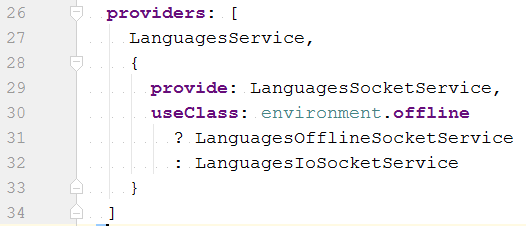 26 providers: [
27 LanguagesService,
28 {
29 provide: LanguagesSocketService,
30 useClass: environment.offline
31 ? LanguagesOfflineSocketService
32 : LanguagesIoSocketService
33 }
34 ]